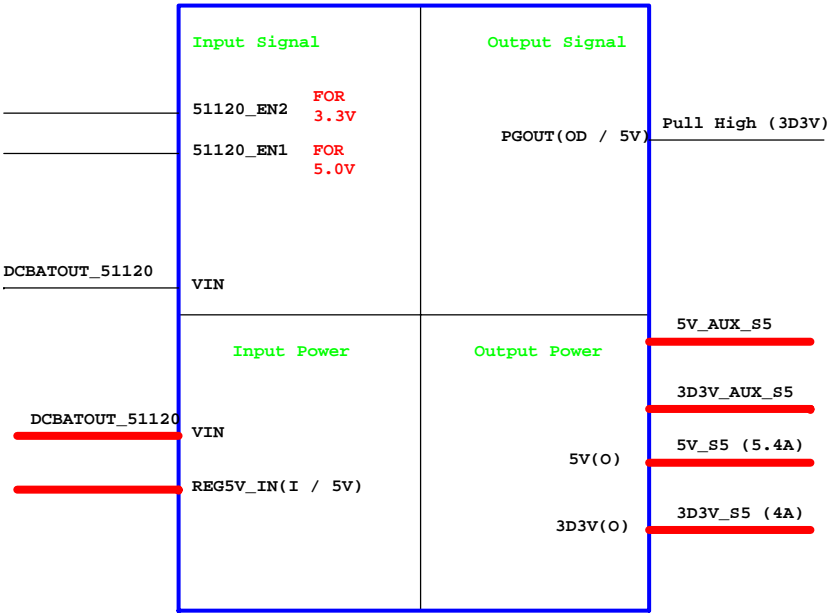 Input Signal
Output Signal
51120_EN2
FOR
3.3V
PGOUT(OD / 5V)
Pull High (3D3V)
51120_EN1
FOR
5.0V
DCBATOUT_51120
VIN
Input Power
Output Power
5V_AUX_S5
3D3V_AUX_S5
DCBATOUT_51120
VIN
5V(O)
5V_S5 (5.4A)
REG5V_IN(I / 5V)
3D3V(O)
3D3V_S5 (4A)